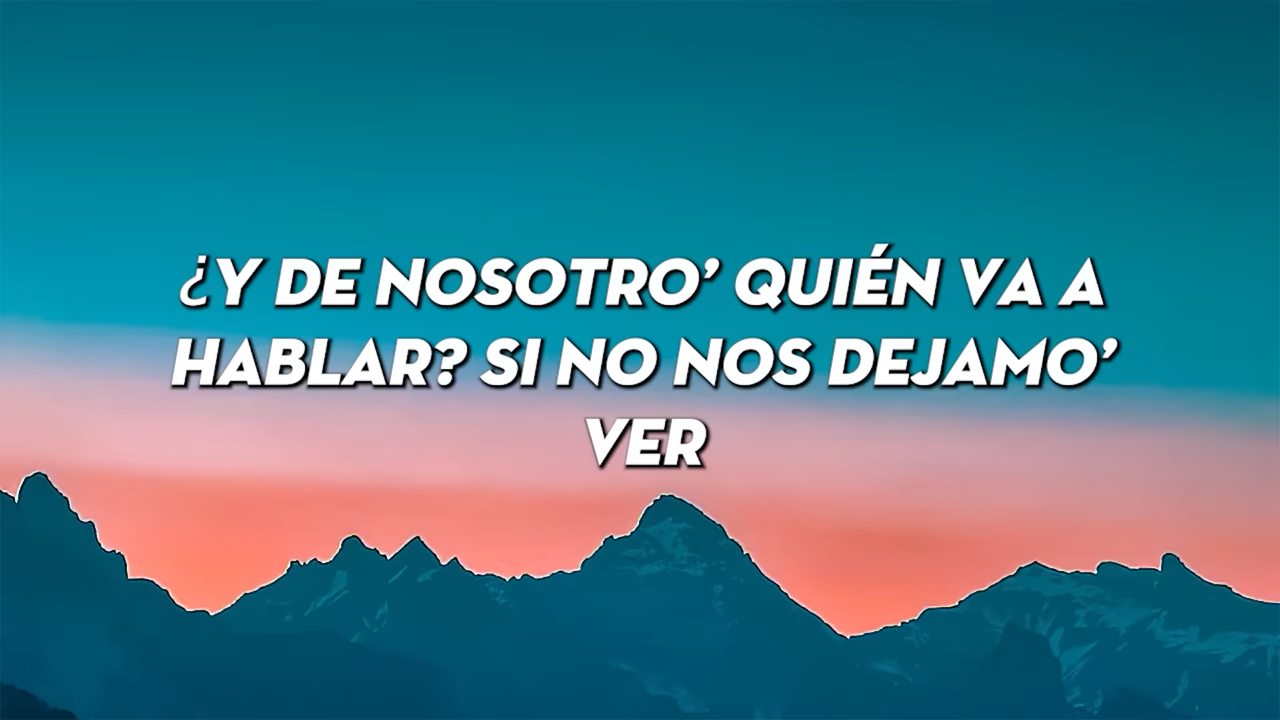 ¿Y DE NOSOTRO’ QUIÉN VA A
HABLAR? SI NO NOS DEJAMO’
VER